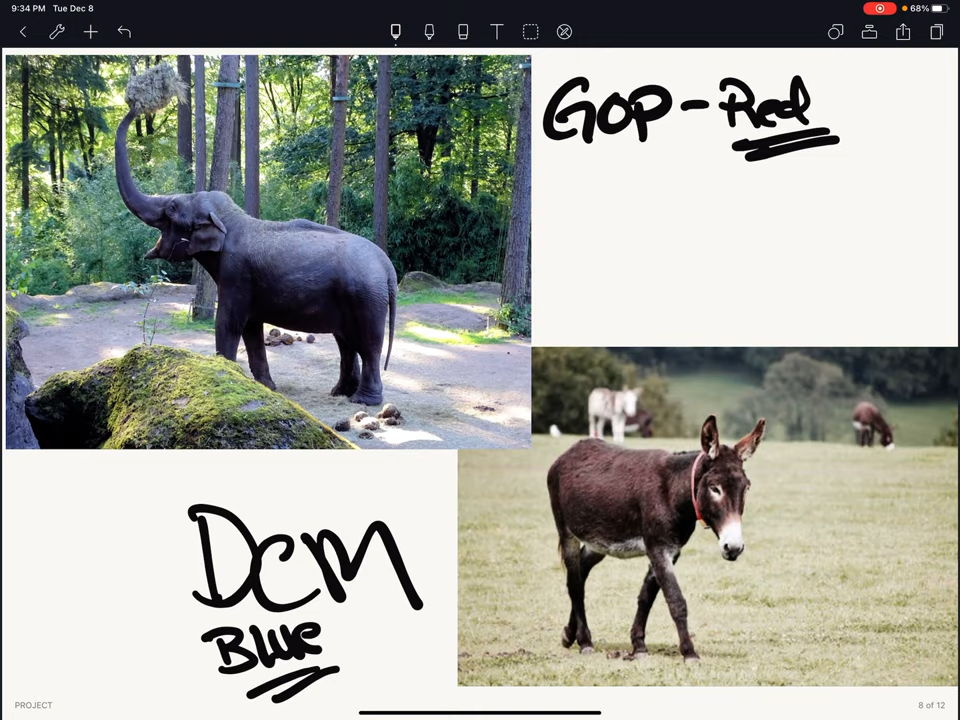 9:34 PM Tue Dec 8
68%
GOP - Red
DEM
Blue
PROJECT
8 of 12